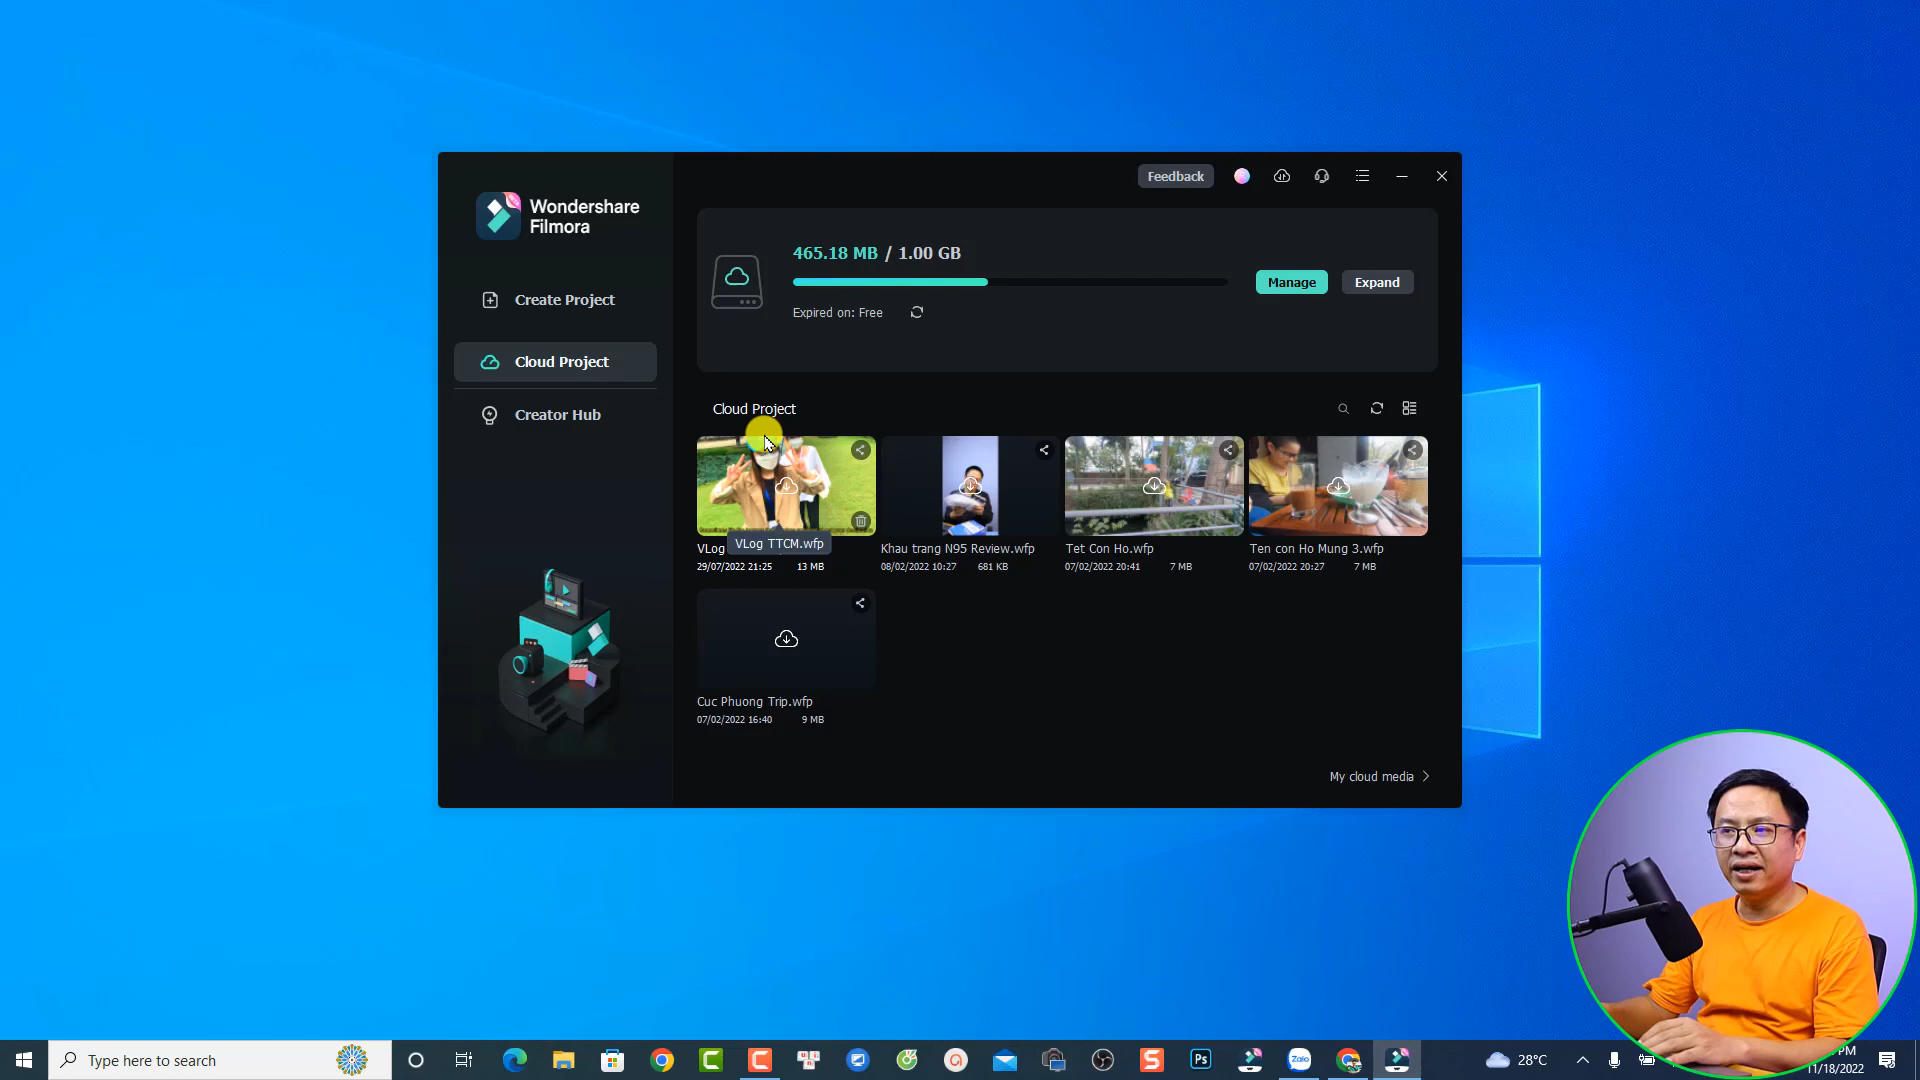 Feedback
Wondershare
Filmora
465.18 MB / 1.00 GB
Manage
Expand
Expired on: Free
Create Project
Cloud Project
Creator Hub
Cloud Project
VLog
VLog TTCM.wfp
29/07/2022 21:25 13 MB
Khau trang N95 Review.wfp
08/02/2022 10:27 681 KB
Tet Con Ho.wfp
07/02/2022 20:41 7 MB
Ten con Ho Mung 3.wfp
07/02/2022 20:27 7 MB
Cuc Phuong Trip.wfp
07/02/2022 16:40 9 MB
My cloud media
Type here to search
Ps
Zalo
28°C
PM
11/18/2022